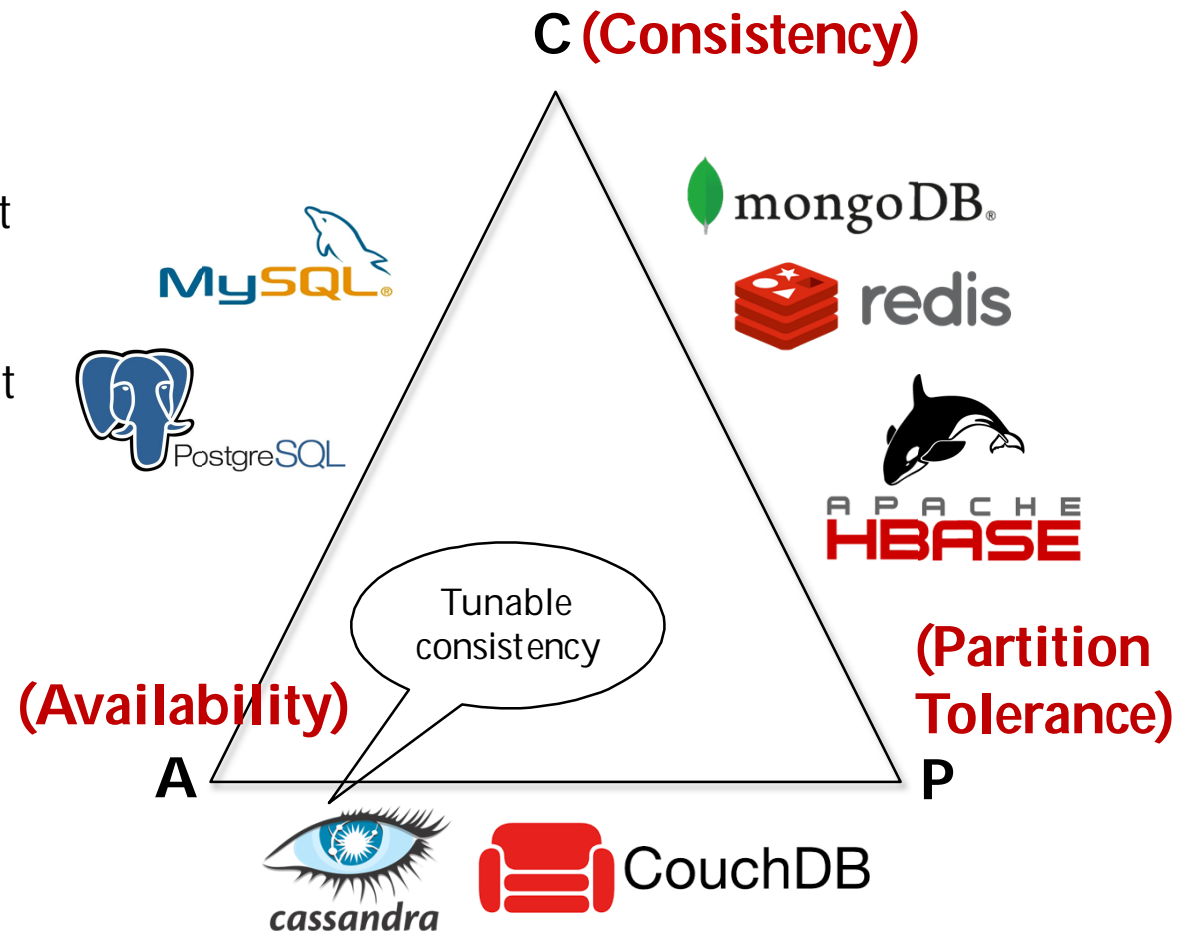 C (Consistency)
t
mongoDB®
MySQL®
redis
t
PostgreSQL
APACHE
HBASE
Tunable
consistency
(Partition
Tolerance)
(Availability)
A
P
cassandra
CouchDB